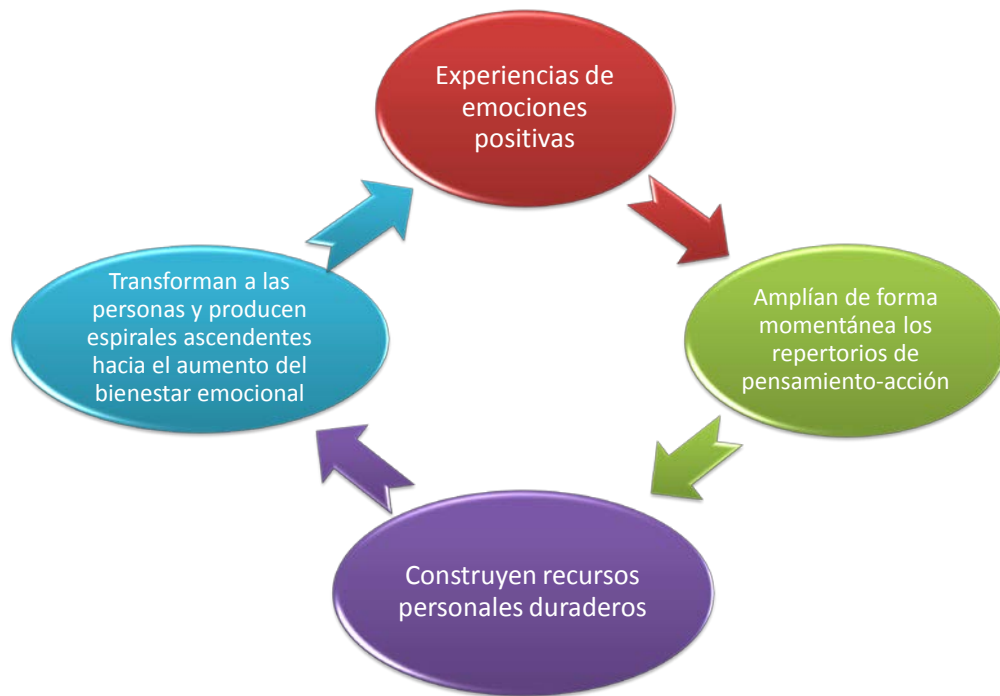 Experiencias de
emociones
positivas
Amplían de forma
momentánea los
repertorios de
pensamiento-acción
Construyen recursos
personales duraderos
Transforman a las
personas y producen
espirales ascendentes
hacia el aumento del
bienestar emocional